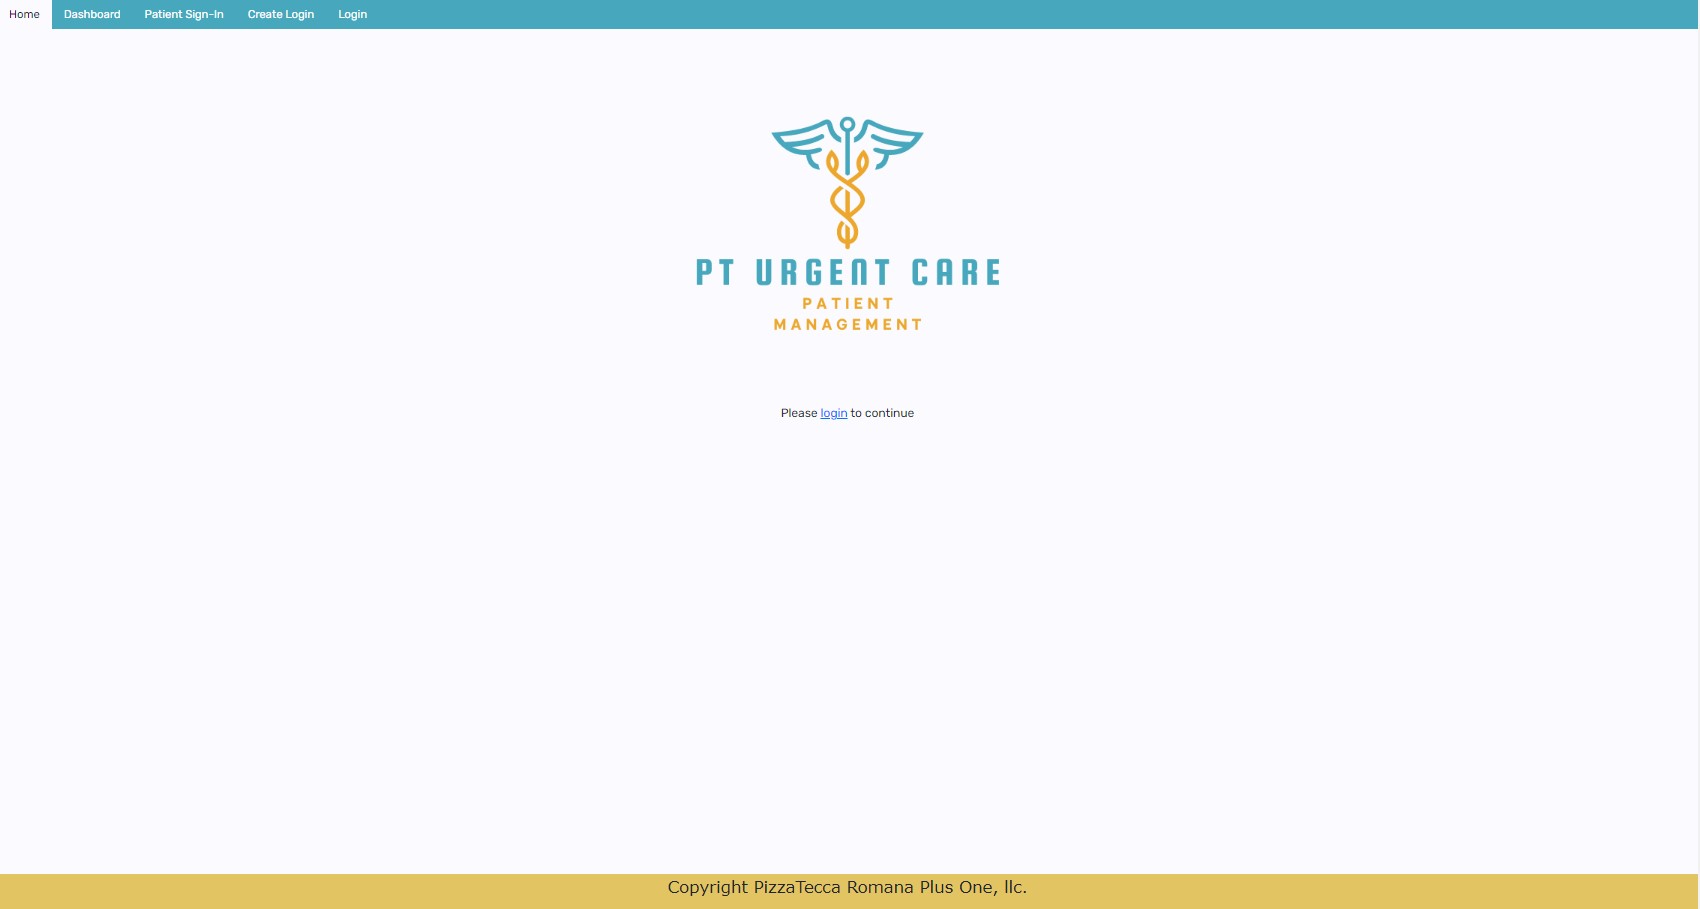 Home Dashboard Patient Sign-In Create Login Login
PT URGENT CARE
PATIENT
MANAGEMENT
Please login to continue
Copyright PizzaTecca Romana Plus One, llc.